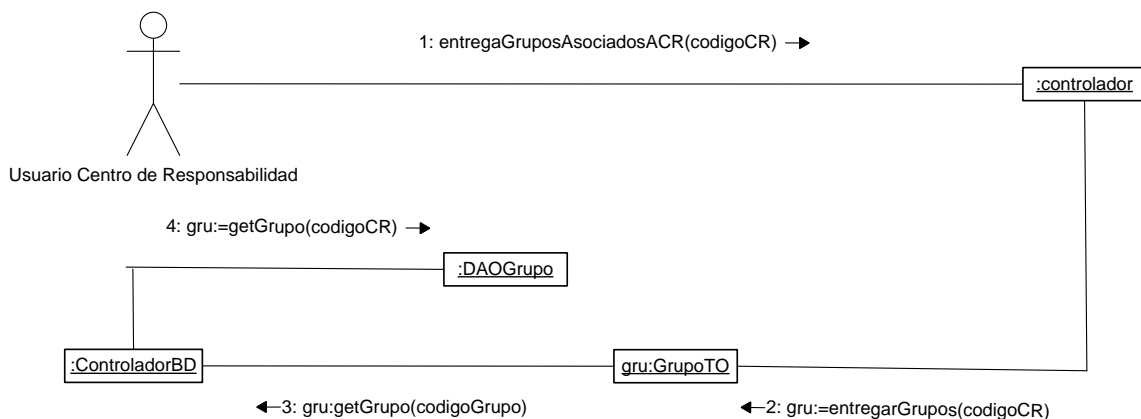 1: entregaGruposAsociadosACR(codigoCR)
:controlador
Usuario Centro de Responsabilidad
4: gru:=getGrupo(codigoCR)
:DAOGrupo
:ControladorBD
gru:GrupoTO
3: gru:getGrupo(codigoGrupo)
2: gru:=entregarGrupos(codigoCR)